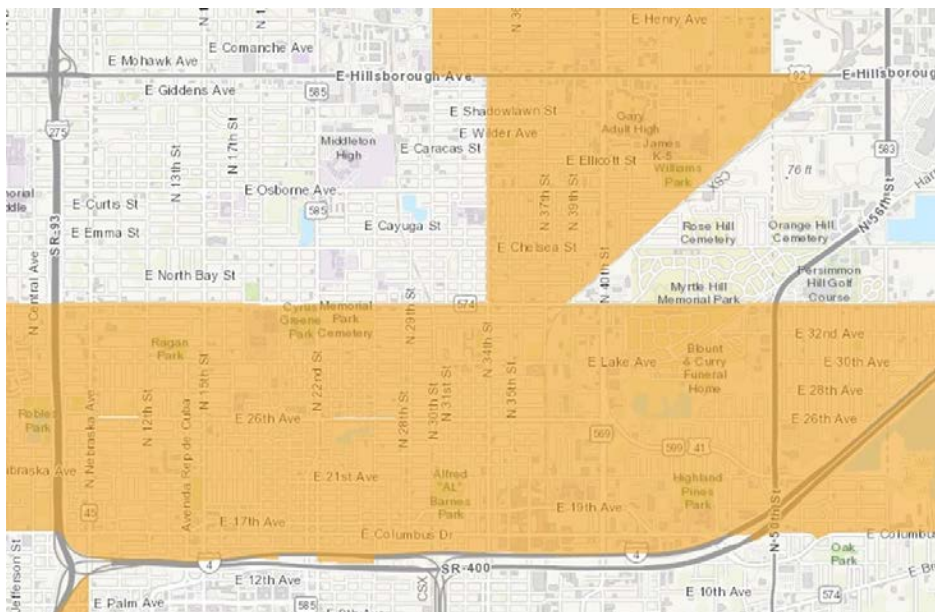 N 36
E Henry Ave
E Comanche Ave
E Mohawk Ave
E Hillsborough Ave
92
E Hillsborou
E Giddens Ave
585
E Shadowlawn St
275
N 17th St
Middleton
High
E Wilder Ave
E Caracas St
Gary
Adult High
James
K-5
Williams
Park
583
N 13th St
E Ellicott St
76 ft
CSX
E Osborne Ave
585
N 37th St
N 39th St
N 56th St
E Curtis St
E Emma St
SR-93
E Cayuga St
E Chelsea St
Rose Hill
Cemetery
Orange Hill
Cemetery
N Central Ave
E North Bay St
N 40th St
Myrtle Hill
Memorial Park
Persimmon
Hill Golf
Course
N 29th St
574
Cyrus
Greene
Park
Memorial
Park
Cemetery
Ragan
Park
N 34th St
E 32nd Ave
E Lake Ave
Blount
& Curry
Funeral
Home
E 30th Ave
N 15th St
N 22nd St
N 35th St
E 28th Ave
Robles
Park
N Nebraska Ave
N 12th St
Avenida Rep de Cuba
E 26th Ave
N 28th St
N 30th St
N 31st St
E 26th Ave
569
599
41
E 21st Ave
Alfred
"AL"
Barnes
Park
Highland
Pines
Park
45
E 17th Ave
E 19th Ave
E Columbus Dr
N 50th St
E Columbus
Jefferson St
4
SR-400
4
Oak
Park
E 12th Ave
CSX
E 10th Ave
574
E Palm Ave
585